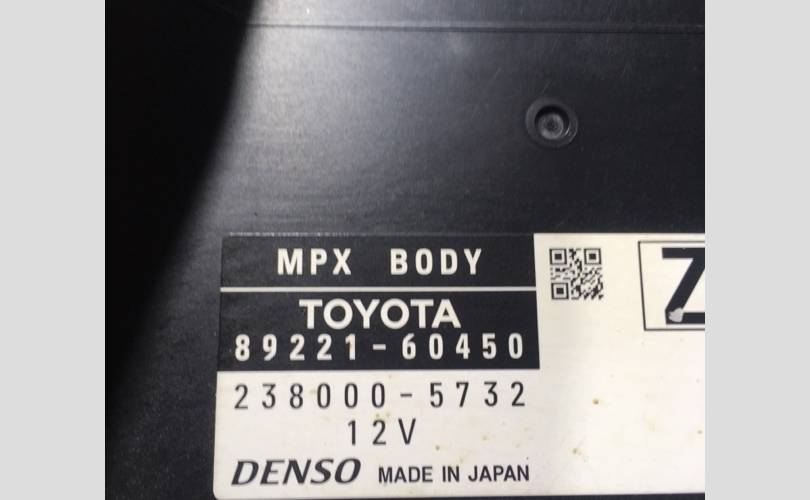 MPX BODY
TOYOTA
89221-60450
238000-5732
12V
DENSO MADE IN JAPAN